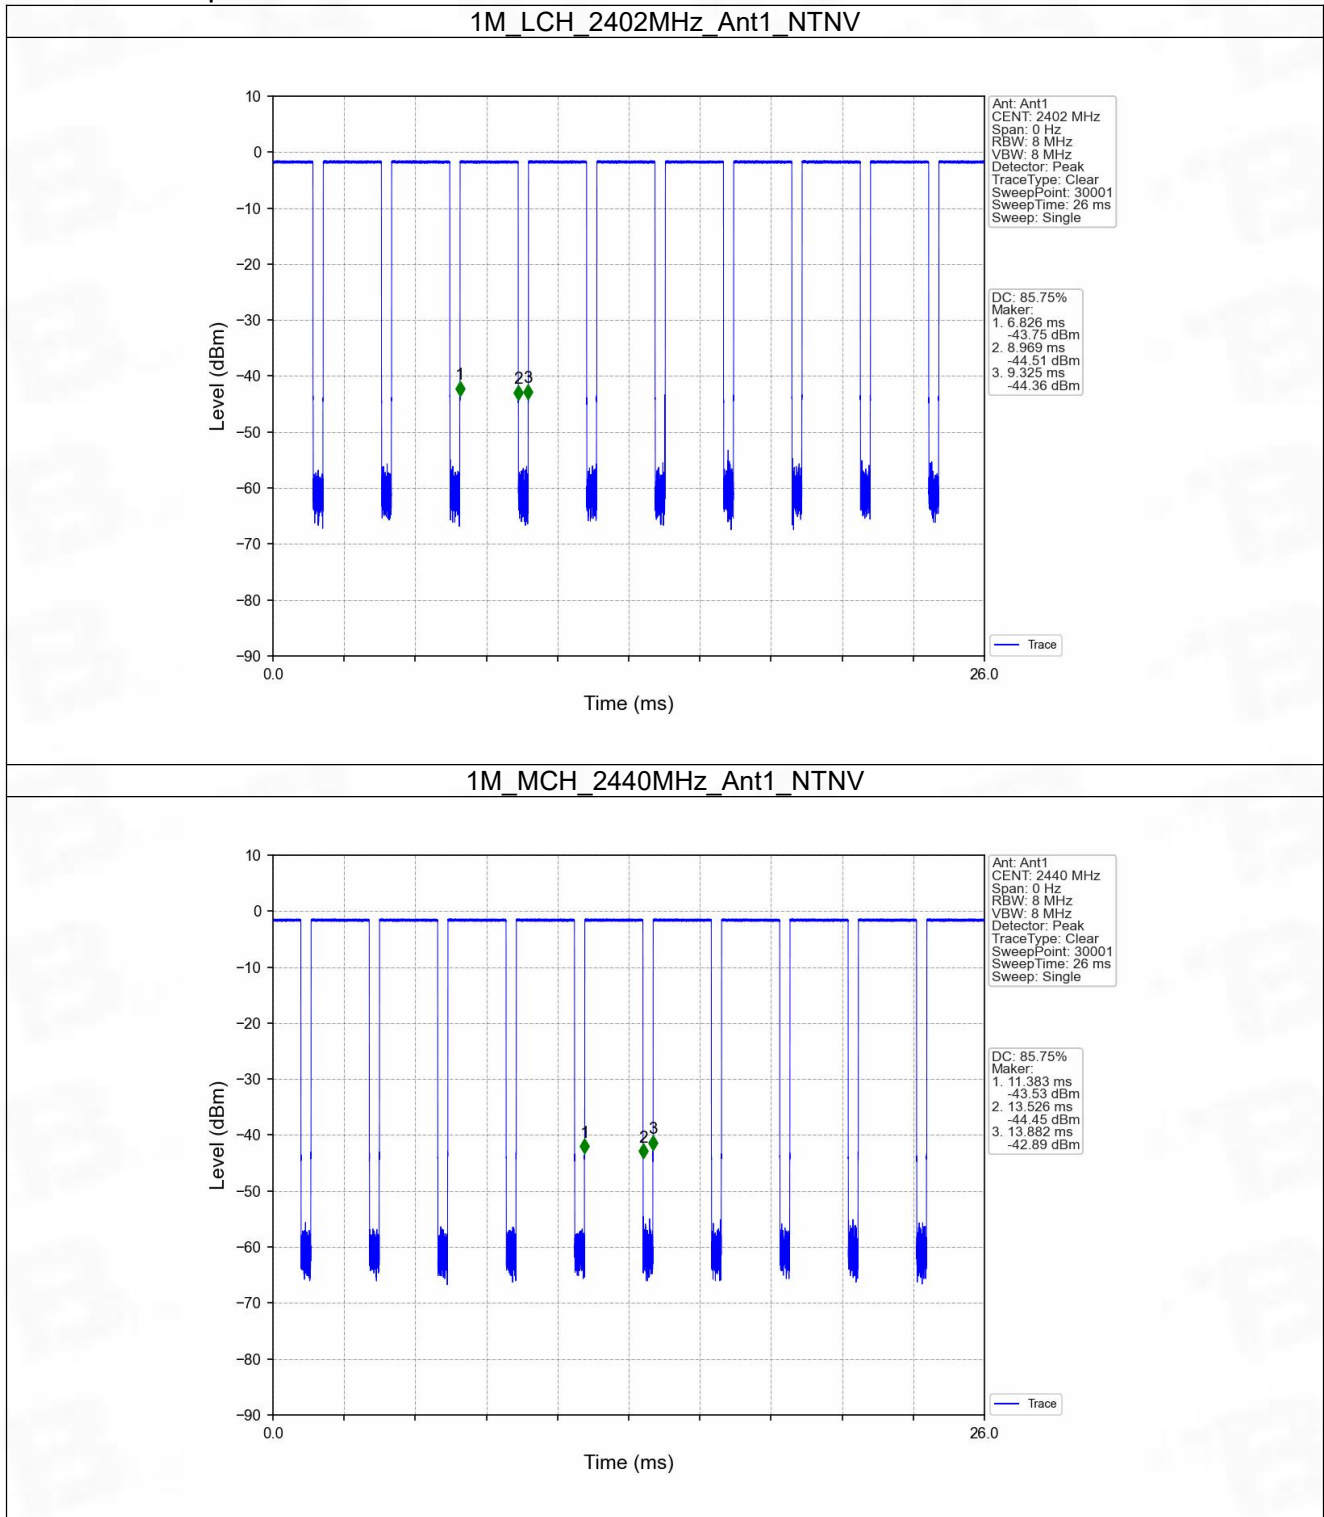 1M_LCH_2402MHz_Ant1_NTNV
10
0
−10
−20
−30
−40
−50
−60
−70
−80
−90
Level (dBm)
1
2
3
0.0
26.0
Time (ms)
Ant: Ant1
CENT: 2402 MHz
Span: 0 Hz
RBW: 8 MHz
VBW: 8 MHz
Detector: Peak
TraceType: Clear
SweepPoint: 30001
SweepTime: 26 ms
Sweep: Single
DC: 85.75%
Maker:
1. 6.826 ms
-43.75 dBm
2. 8.969 ms
-44.51 dBm
3. 9.325 ms
-44.36 dBm
Trace
1M_MCH_2440MHz_Ant1_NTNV
10
0
−10
−20
−30
−40
−50
−60
−70
−80
−90
Level (dBm)
1
2
3
0.0
26.0
Time (ms)
Ant: Ant1
CENT: 2440 MHz
Span: 0 Hz
RBW: 8 MHz
VBW: 8 MHz
Detector: Peak
TraceType: Clear
SweepPoint: 30001
SweepTime: 26 ms
Sweep: Single
DC: 85.75%
Maker:
1. 11.383 ms
-43.53 dBm
2. 13.526 ms
-44.45 dBm
3. 13.882 ms
-42.89 dBm
Trace